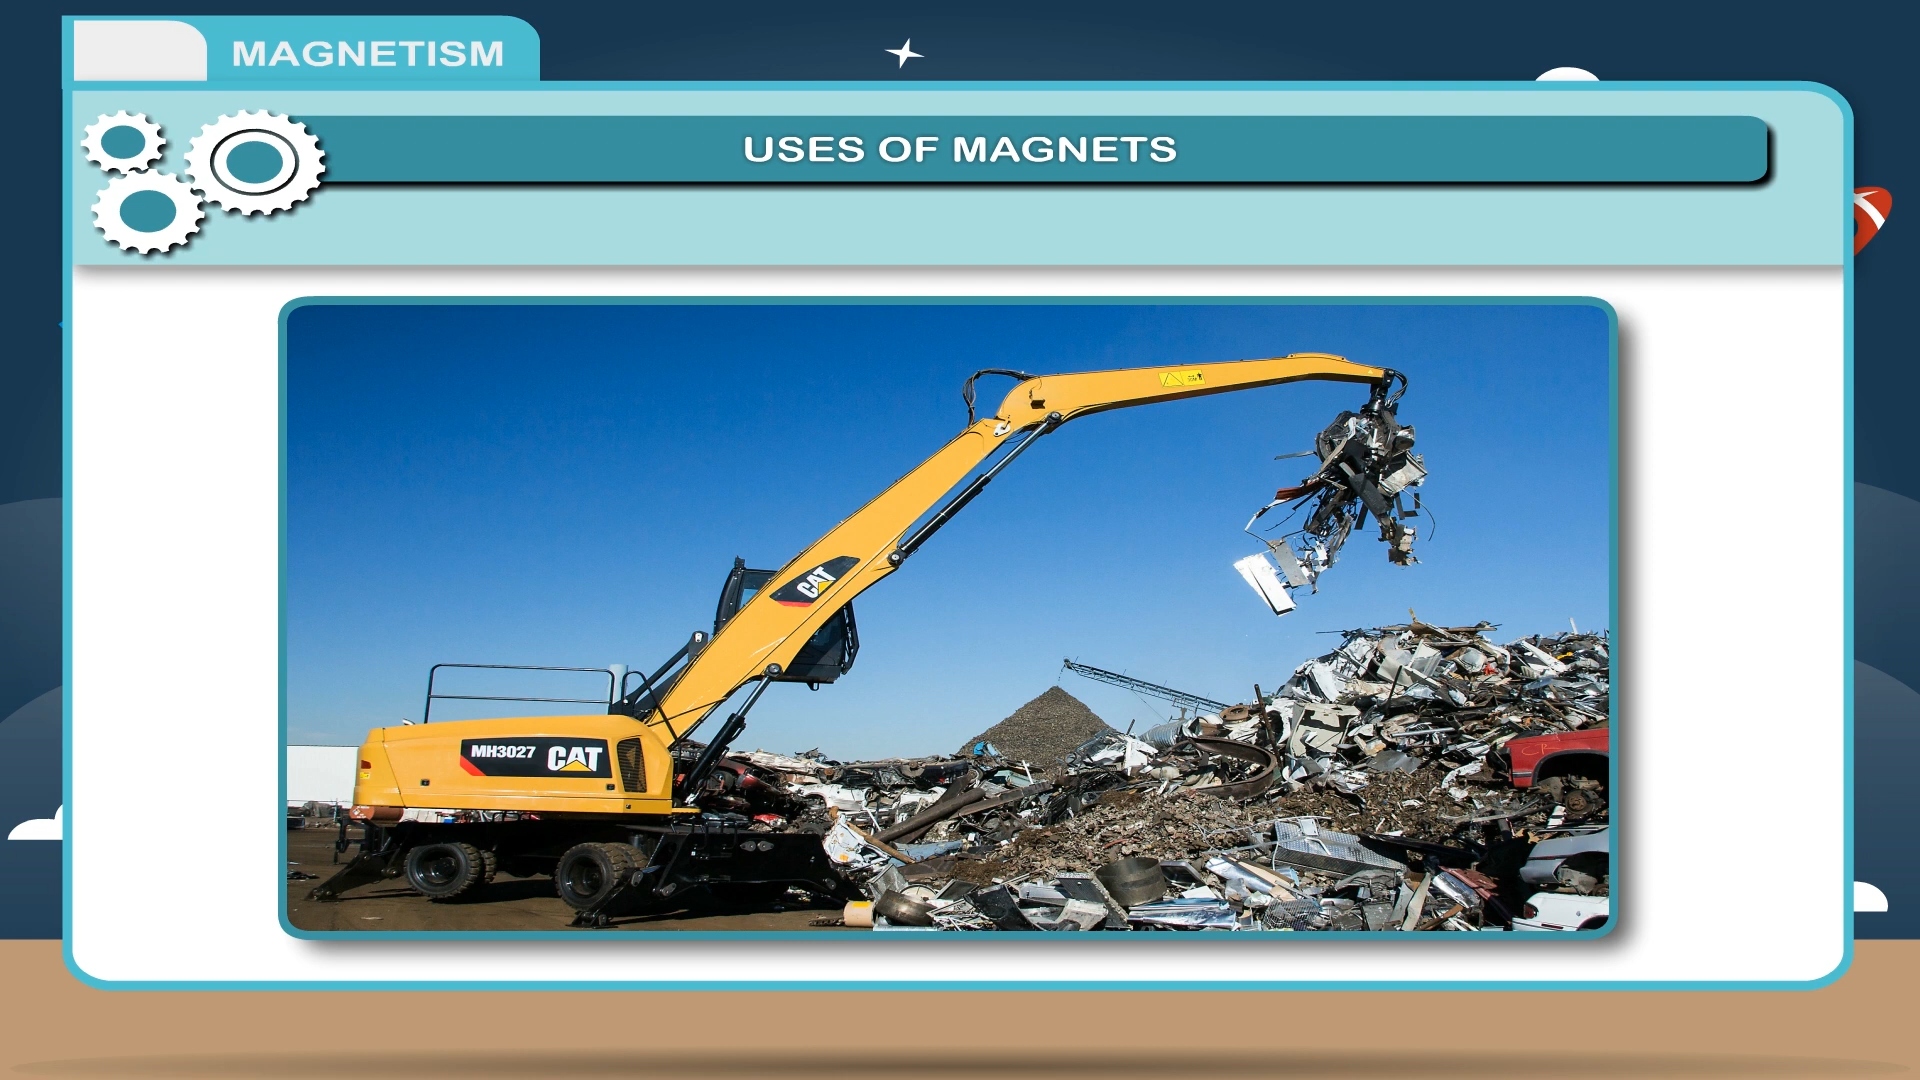 MAGNETISM
USES OF MAGNETS
CAT
MH3027 CAT